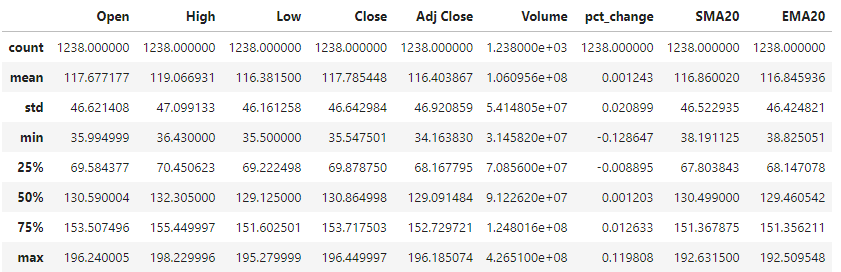 Open High Low Close Adj Close Volume pct_change SMA20 EMA20
count 1238.000000 1238.000000 1238.000000 1238.000000 1238.000000 1.238000e+03 1238.000000 1238.000000 1238.000000
mean 117.677177 119.066931 116.381500 117.785448 116.403867 1.060956e+08 0.001243 116.860020 116.845936
std 46.621408 47.099133 46.161258 46.642984 46.920859 5.414805e+07 0.020899 46.522935 46.424821
min 35.994999 36.430000 35.500000 35.547501 34.163830 3.145820e+07 -0.128647 38.191125 38.825051
25% 69.584377 70.450623 69.222498 69.878750 68.167795 7.085600e+07 -0.008895 67.803843 68.147078
50% 130.590004 132.305000 129.125000 130.864998 129.091484 9.122620e+07 0.001203 130.499000 129.460542
75% 153.507496 155.449997 151.602501 153.717503 152.729721 1.248016e+08 0.012633 151.367875 151.356211
max 196.240005 198.229996 195.279999 196.449997 196.185074 4.265100e+08 0.119808 192.631500 192.509548